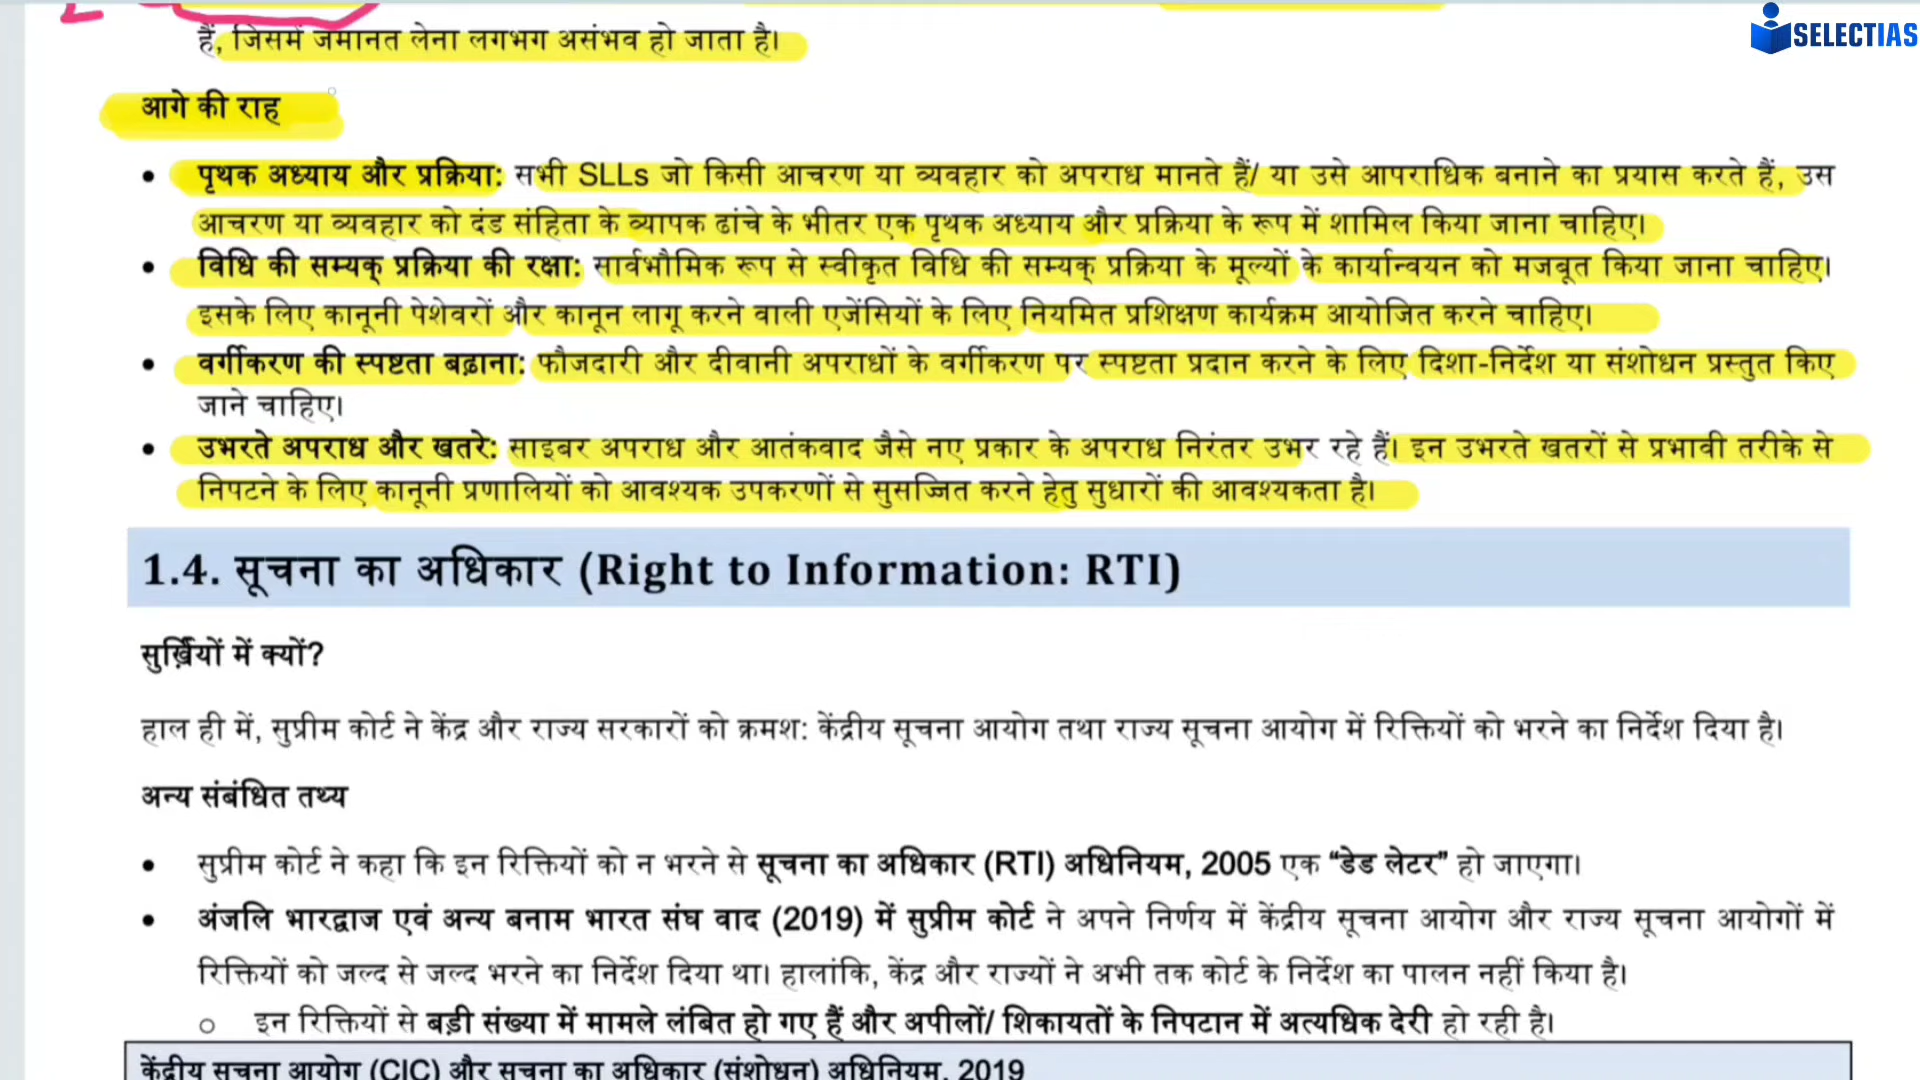 SELECTIAS
हैं, जिसमें जमानत लेना लगभग असंभव हो जाता है।
आगे की राह
• पृथक अध्याय और प्रक्रिया: सभी SLLs जो किसी आचरण या व्यवहार को अपराध मानते हैं/ या उसे आपराधिक बनाने का प्रयास करते हैं, उस
आचरण या व्यवहार को दंड संहिता के व्यापक ढांचे के भीतर एक पृथक अध्याय और प्रक्रिया के रूप में शामिल किया जाना चाहिए।
• विधि की सम्यक् प्रक्रिया की रक्षा: सार्वभौमिक रूप से स्वीकृत विधि की सम्यक् प्रक्रिया के मूल्यों के कार्यान्वयन को मजबूत किया जाना चाहिए।
इसके लिए कानूनी पेशेवरों और कानून लागू करने वाली एजेंसियों के लिए नियमित प्रशिक्षण कार्यक्रम आयोजित करने चाहिए।
• वर्गीकरण की स्पष्टता बढ़ाना: फौजदारी और दीवानी अपराधों के वर्गीकरण पर स्पष्टता प्रदान करने के लिए दिशा-निर्देश या संशोधन प्रस्तुत किए
जाने चाहिए।
• उभरते अपराध और खतरे: साइबर अपराध और आतंकवाद जैसे नए प्रकार के अपराध निरंतर उभर रहे हैं। इन उभरते खतरों से प्रभावी तरीके से
निपटने के लिए कानूनी प्रणालियों को आवश्यक उपकरणों से सुसज्जित करने हेतु सुधारों की आवश्यकता है।
1.4. सूचना का अधिकार (Right to Information: RTI)
सुर्ख़ियों में क्यों?
हाल ही में, सुप्रीम कोर्ट ने केंद्र और राज्य सरकारों को क्रमश: केंद्रीय सूचना आयोग तथा राज्य सूचना आयोग में रिक्तियों को भरने का निर्देश दिया है।
अन्य संबंधित तथ्य
• सुप्रीम कोर्ट ने कहा कि इन रिक्तियों को न भरने से सूचना का अधिकार (RTI) अधिनियम, 2005 एक “डेड लेटर” हो जाएगा।
• अंजलि भारद्वाज एवं अन्य बनाम भारत संघ वाद (2019) में सुप्रीम कोर्ट ने अपने निर्णय में केंद्रीय सूचना आयोग और राज्य सूचना आयोगों में
रिक्तियों को जल्द से जल्द भरने का निर्देश दिया था। हालांकि, केंद्र और राज्यों ने अभी तक कोर्ट के निर्देश का पालन नहीं किया है।
o इन रिक्तियों से बड़ी संख्या में मामले लंबित हो गए हैं और अपीलों/ शिकायतों के निपटान में अत्यधिक देरी हो रही है।
केंद्रीय सूचना आयोग (CIC) और सूचना का अधिकार (संशोधन) अधिनियम, 2019